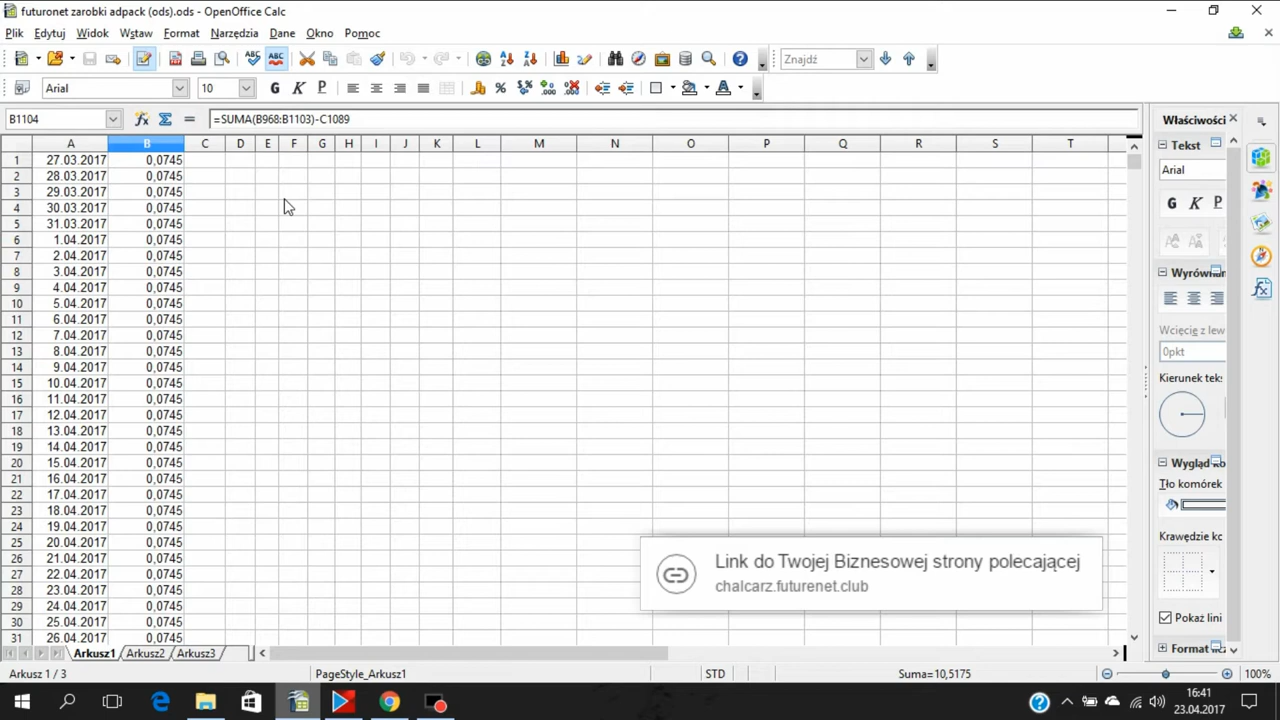 futuronet zarobki adpack (ods).ods - OpenOffice Calc
Plik Edytuj Widok Wstaw Format Narzędzia Dane Okno Pomoc
Znajdź
Arial 10 G K P
B1104 =SUMA(B968:B1103)-C1089
A B C D E F G H I J K L M N O P Q R S T
1 27.03.2017 0,0745
2 28.03.2017 0,0745
3 29.03.2017 0,0745
4 30.03.2017 0,0745
5 31.03.2017 0,0745
6 1.04.2017 0,0745
7 2.04.2017 0,0745
8 3.04.2017 0,0745
9 4.04.2017 0,0745
10 5.04.2017 0,0745
11 6.04.2017 0,0745
12 7.04.2017 0,0745
13 8.04.2017 0,0745
14 9.04.2017 0,0745
15 10.04.2017 0,0745
16 11.04.2017 0,0745
17 12.04.2017 0,0745
18 13.04.2017 0,0745
19 14.04.2017 0,0745
20 15.04.2017 0,0745
21 16.04.2017 0,0745
22 17.04.2017 0,0745
23 18.04.2017 0,0745
24 19.04.2017 0,0745
25 20.04.2017 0,0745
26 21.04.2017 0,0745
27 22.04.2017 0,0745
28 23.04.2017 0,0745
29 24.04.2017 0,0745
30 25.04.2017 0,0745
31 26.04.2017 0,0745
Właściwości
Tekst
Arial
G K P
Wyrówn
Wcięcię z lew
0pkt
Kierunek teks
Wygląd ko
Tło komórek
Krawędzie kc
Pokaż lini
Format
Link do Twojej Biznesowej strony polecającej
chalcarz.futurenet.club
Arkusz1 Arkusz2 Arkusz3
Arkusz 1 / 3 PageStyle_Arkusz1 STD Suma=10,5175 100%
16:41
23.04.2017